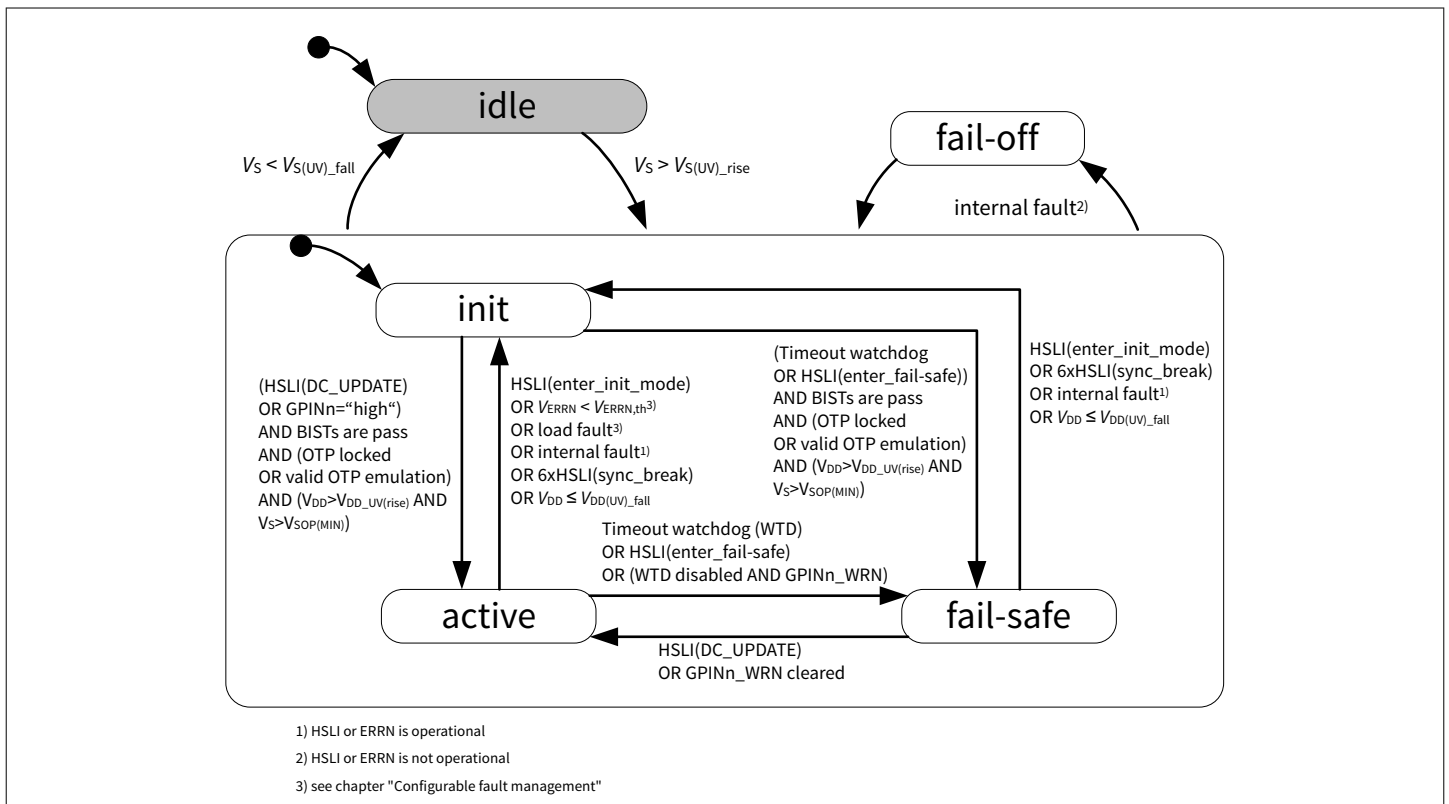 idle
fail-off
VS < VS(UV)_fall
VS > VS(UV)_rise
internal fault2)
init
(HSLI(DC_UPDATE)
OR GPINn=“high“)
AND BISTs are pass
AND (OTP locked
OR valid OTP emulation)
AND (VDD>VDD_UV(rise) AND
VS>VSOP(MIN))
HSLI(enter_init_mode)
OR VERRN < VERRN,th3)
OR load fault3)
OR internal fault1)
OR 6xHSLI(sync_break)
OR VDD ≤ VDD(UV)_fall
(Timeout watchdog
OR HSLI(enter_fail-safe))
AND BISTs are pass
AND (OTP locked
OR valid OTP emulation)
AND (VDD>VDD_UV(rise) AND
VS>VSOP(MIN))
HSLI(enter_init_mode)
OR 6xHSLI(sync_break)
OR internal fault1)
OR VDD ≤ VDD(UV)_fall
Timeout watchdog (WTD)
OR HSLI(enter_fail-safe)
OR (WTD disabled AND GPINn_WRN)
active
fail-safe
HSLI(DC_UPDATE)
OR GPINn_WRN cleared
1) HSLI or ERRN is operational
2) HSLI or ERRN is not operational
3) see chapter "Configurable fault management"